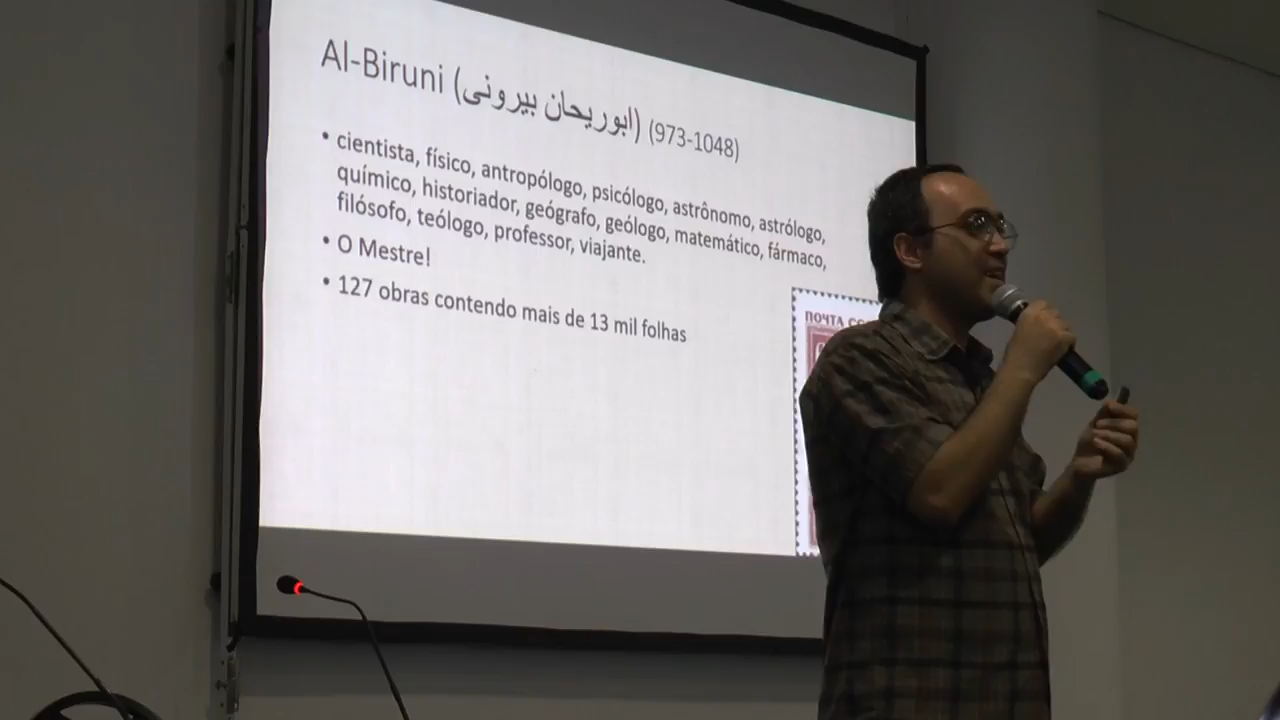 Al-Biruni (ابوریحان بیرونی) (973-1048)
• cientista, físico, antropólogo, psicólogo, astrônomo, astrólogo,
químico, historiador, geógrafo, geólogo, matemático, fármaco,
filósofo, teólogo, professor, viajante.
• O Mestre!
• 127 obras contendo mais de 13 mil folhas
ПОЧТА